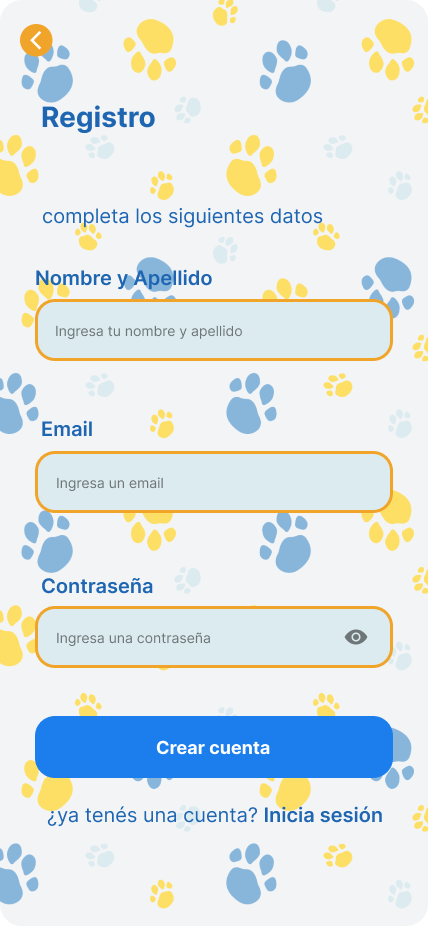 Registro
completa los siguientes datos
Nombre y Apellido
Ingresa tu nombre y apellido
Email
Ingresa un email
Contraseña
Ingresa una contraseña
Crear cuenta
¿ya tenés una cuenta? Inicia sesión